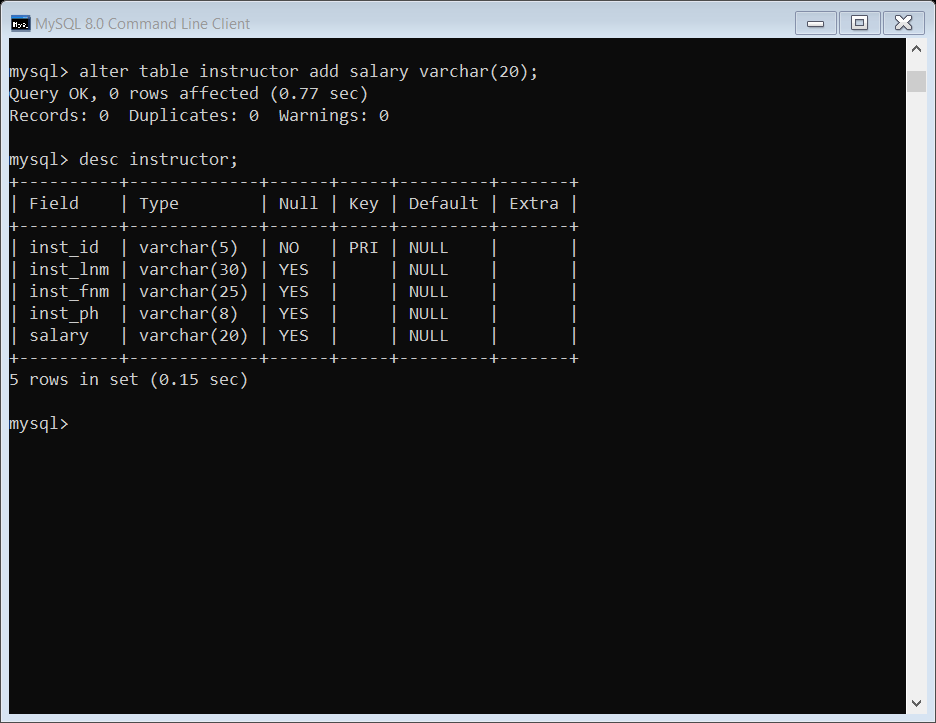 MySQL 8.0 Command Line Client
mysql> alter table instructor add salary varchar(20);
Query OK, 0 rows affected (0.77 sec)
Records: 0  Duplicates: 0  Warnings: 0
mysql> desc instructor;
+----------+-------------+------+-----+---------+-------+
| Field    | Type        | Null | Key | Default | Extra |
+----------+-------------+------+-----+---------+-------+
| inst_id  | varchar(5)  | NO   | PRI | NULL    |       |
| inst_lnm | varchar(30) | YES  |     | NULL    |       |
| inst_fnm | varchar(25) | YES  |     | NULL    |       |
| inst_ph  | varchar(8)  | YES  |     | NULL    |       |
| salary   | varchar(20) | YES  |     | NULL    |       |
+----------+-------------+------+-----+---------+-------+
5 rows in set (0.15 sec)
mysql>